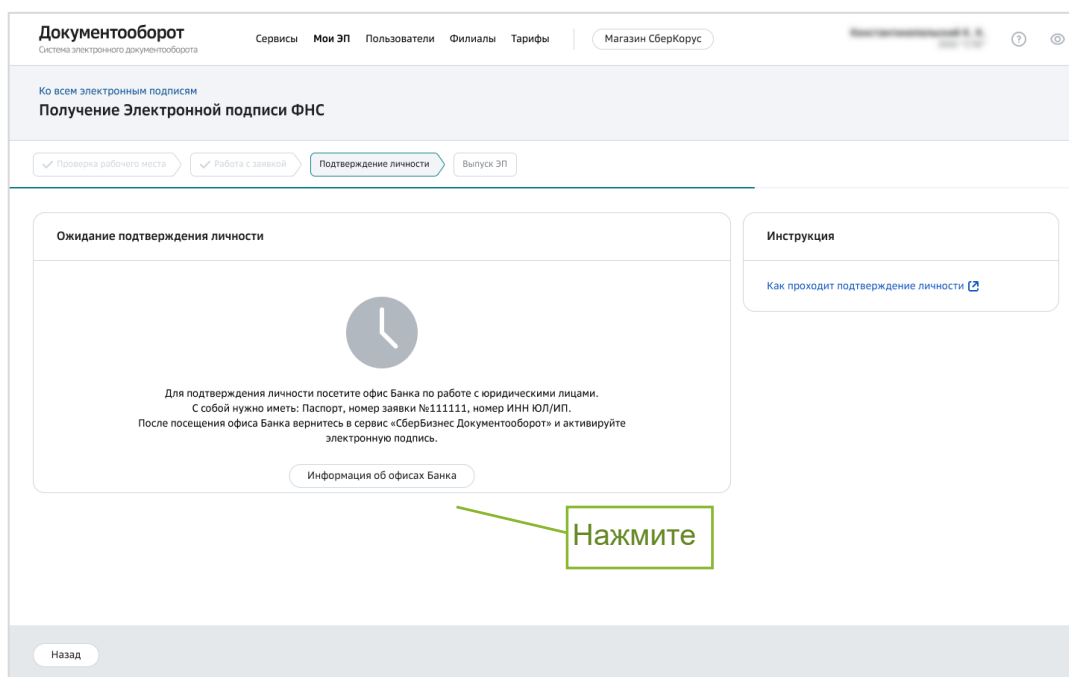 Документооборот
Система электронного документооборота
Сервисы Мои ЭП Пользователи Филиалы Тарифы Магазин СберКорус
Ко всем электронным подписям
Получение Электронной подписи ФНС
Проверка рабочего места
Работа с заявкой
Подтверждение личности
Выпуск ЭП
Ожидание подтверждения личности
Для подтверждения личности посетите офис Банка по работе с юридическими лицами.
С собой нужно иметь: Паспорт, номер заявки №111111, номер ИНН ЮЛ/ИП.
После посещения офиса Банка вернитесь в сервис «СберБизнес Документооборот» и активируйте
электронную подпись.
Информация об офисах Банка
Инструкция
Как проходит подтверждение личности
Нажмите
Назад